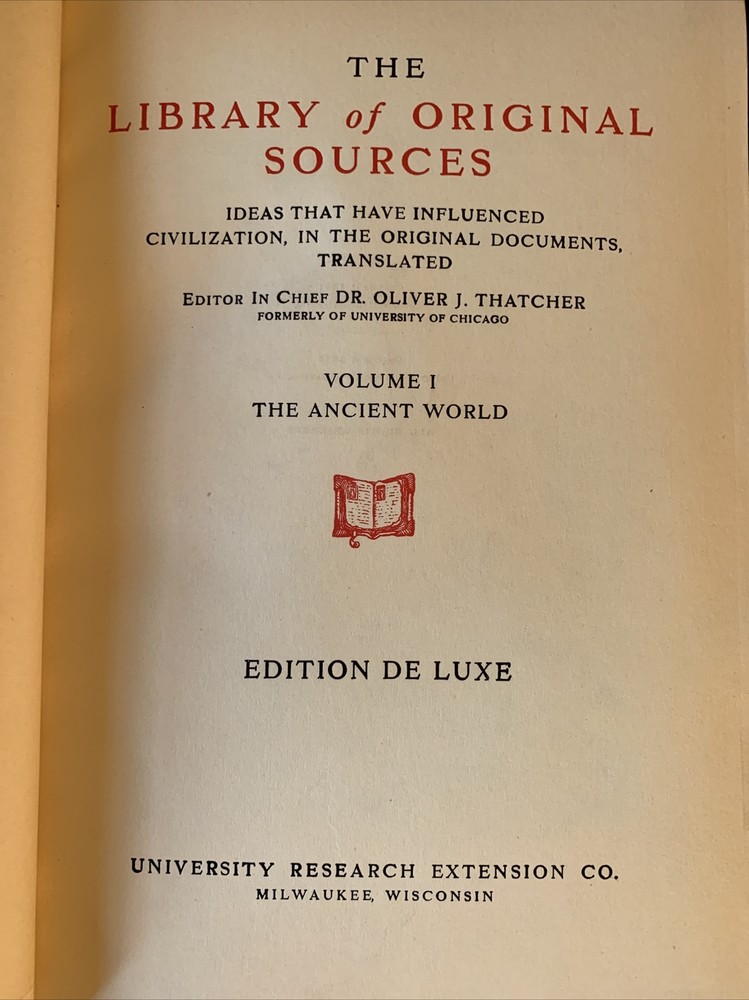 THE
LIBRARY of ORIGINAL
SOURCES
IDEAS THAT HAVE INFLUENCED
CIVILIZATION, IN THE ORIGINAL DOCUMENTS,
TRANSLATED
EDITOR IN CHIEF DR. OLIVER J. THATCHER
FORMERLY OF UNIVERSITY OF CHICAGO
VOLUME I
THE ANCIENT WORLD
EDITION DE LUXE
UNIVERSITY RESEARCH EXTENSION CO.
MILWAUKEE, WISCONSIN